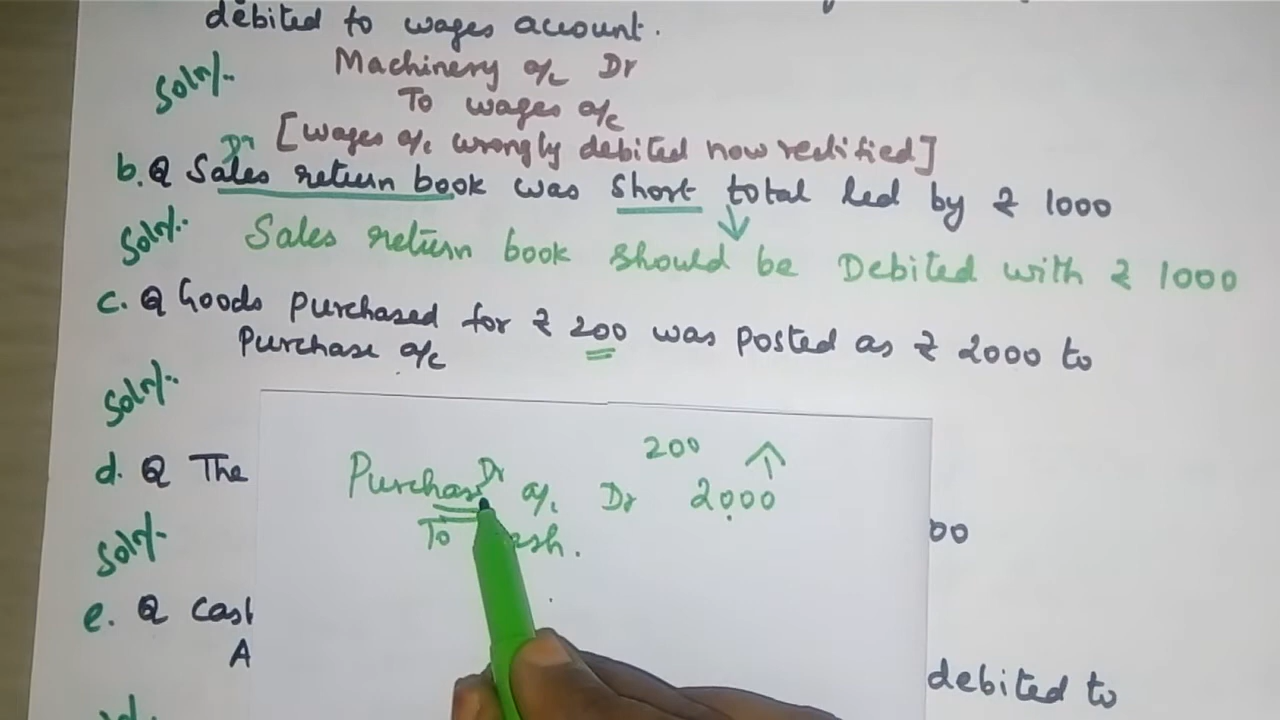 debited to wages account.
Soln/:-
Machinery a/c Dr
To wages a/c
[wages a/c wrongly debited now rectified]
Dr
b. Q Sales return book was short total led by ₹ 1000
Soln/:-
Sales return book should be Debited with ₹ 1000
c. Q Goods purchased for ₹ 200 was posted as ₹ 2000 to
Purchase a/c
Soln/:-
200
Dr
Purchase a/c Dr 2000
To
d. Q The
00
Soln/:-
e. Q Cash
A
debited to